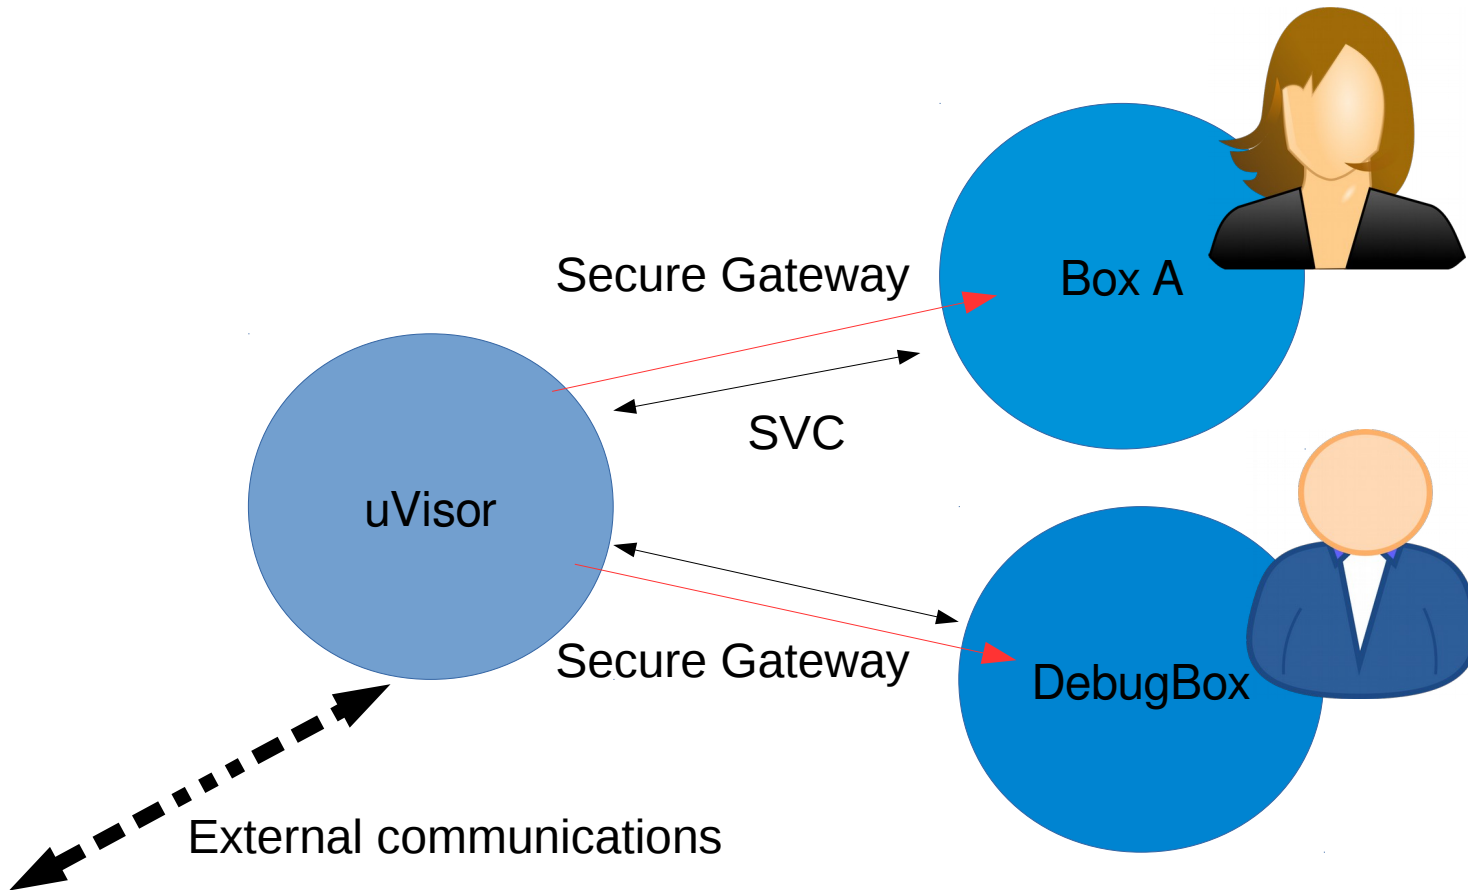 Secure Gateway
Box A
SVC
uVisor
Secure Gateway
DebugBox
External communications